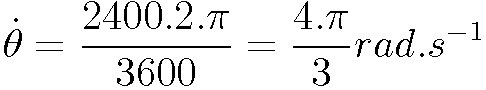 θ̇ = 2400.2.π / 3600 = 4.π / 3 rad.s⁻¹